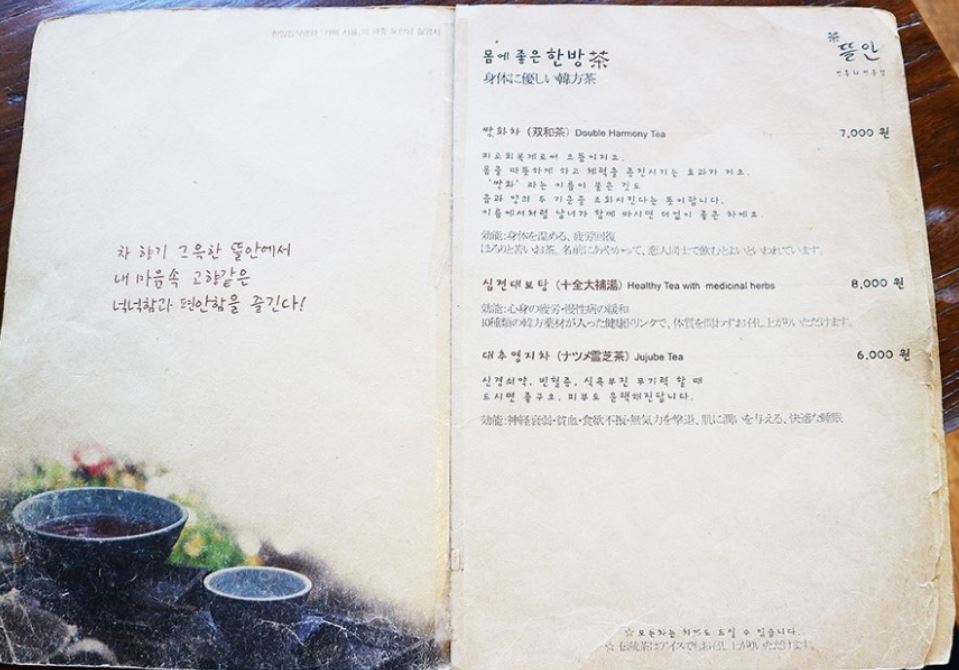 차 향기 그윽한 뜰안에서
내 마음속 고향같은
넉넉함과 편안함을 즐긴다!
茶
뜰안
몸에 좋은 한방茶
身体に優しい韓方茶
쌍화차 (双和茶) Double Harmony Tea 7,000 원
피로회복제로써 으뜸이지요.
몸을 따뜻하게 하고 체력을 증진시키는 효과가 커요.
'쌍화' 라는 이름이 붙은 것도
음과 양의 두 기운을 조화시킨다는 뜻이랍니다.
이름에서처럼 남녀가 함께 마시면 더없이 좋은 차예요.
効能:身体を温める、疲労回復
ほろりと苦いお茶。名前にあやかって、恋人同士で飲むとよいといわれています。
십전대보탕 (十全大補湯) Healthy Tea with medicinal herbs 8,000 원
効能:心身の疲労・慢性病の緩和
10種類の韓方薬材が入った健康ドリンクで、体質を問わずお召し上がりいただけます。
대추영지차 (ナツメ霊芝茶) Jujube Tea 6,000 원
신경쇠약, 빈혈증, 식욕부진 무기력 할 때
드시면 좋구요. 피부도 윤택해진답니다.
効能:神経衰弱・貧血・食欲不振・無気力を撃退、肌に潤いを与える、快適な睡眠
☆ 모든차는 차게도 드실 수 있습니다.
☆ 伝統茶はアイスでもお召し上がりいただけます。